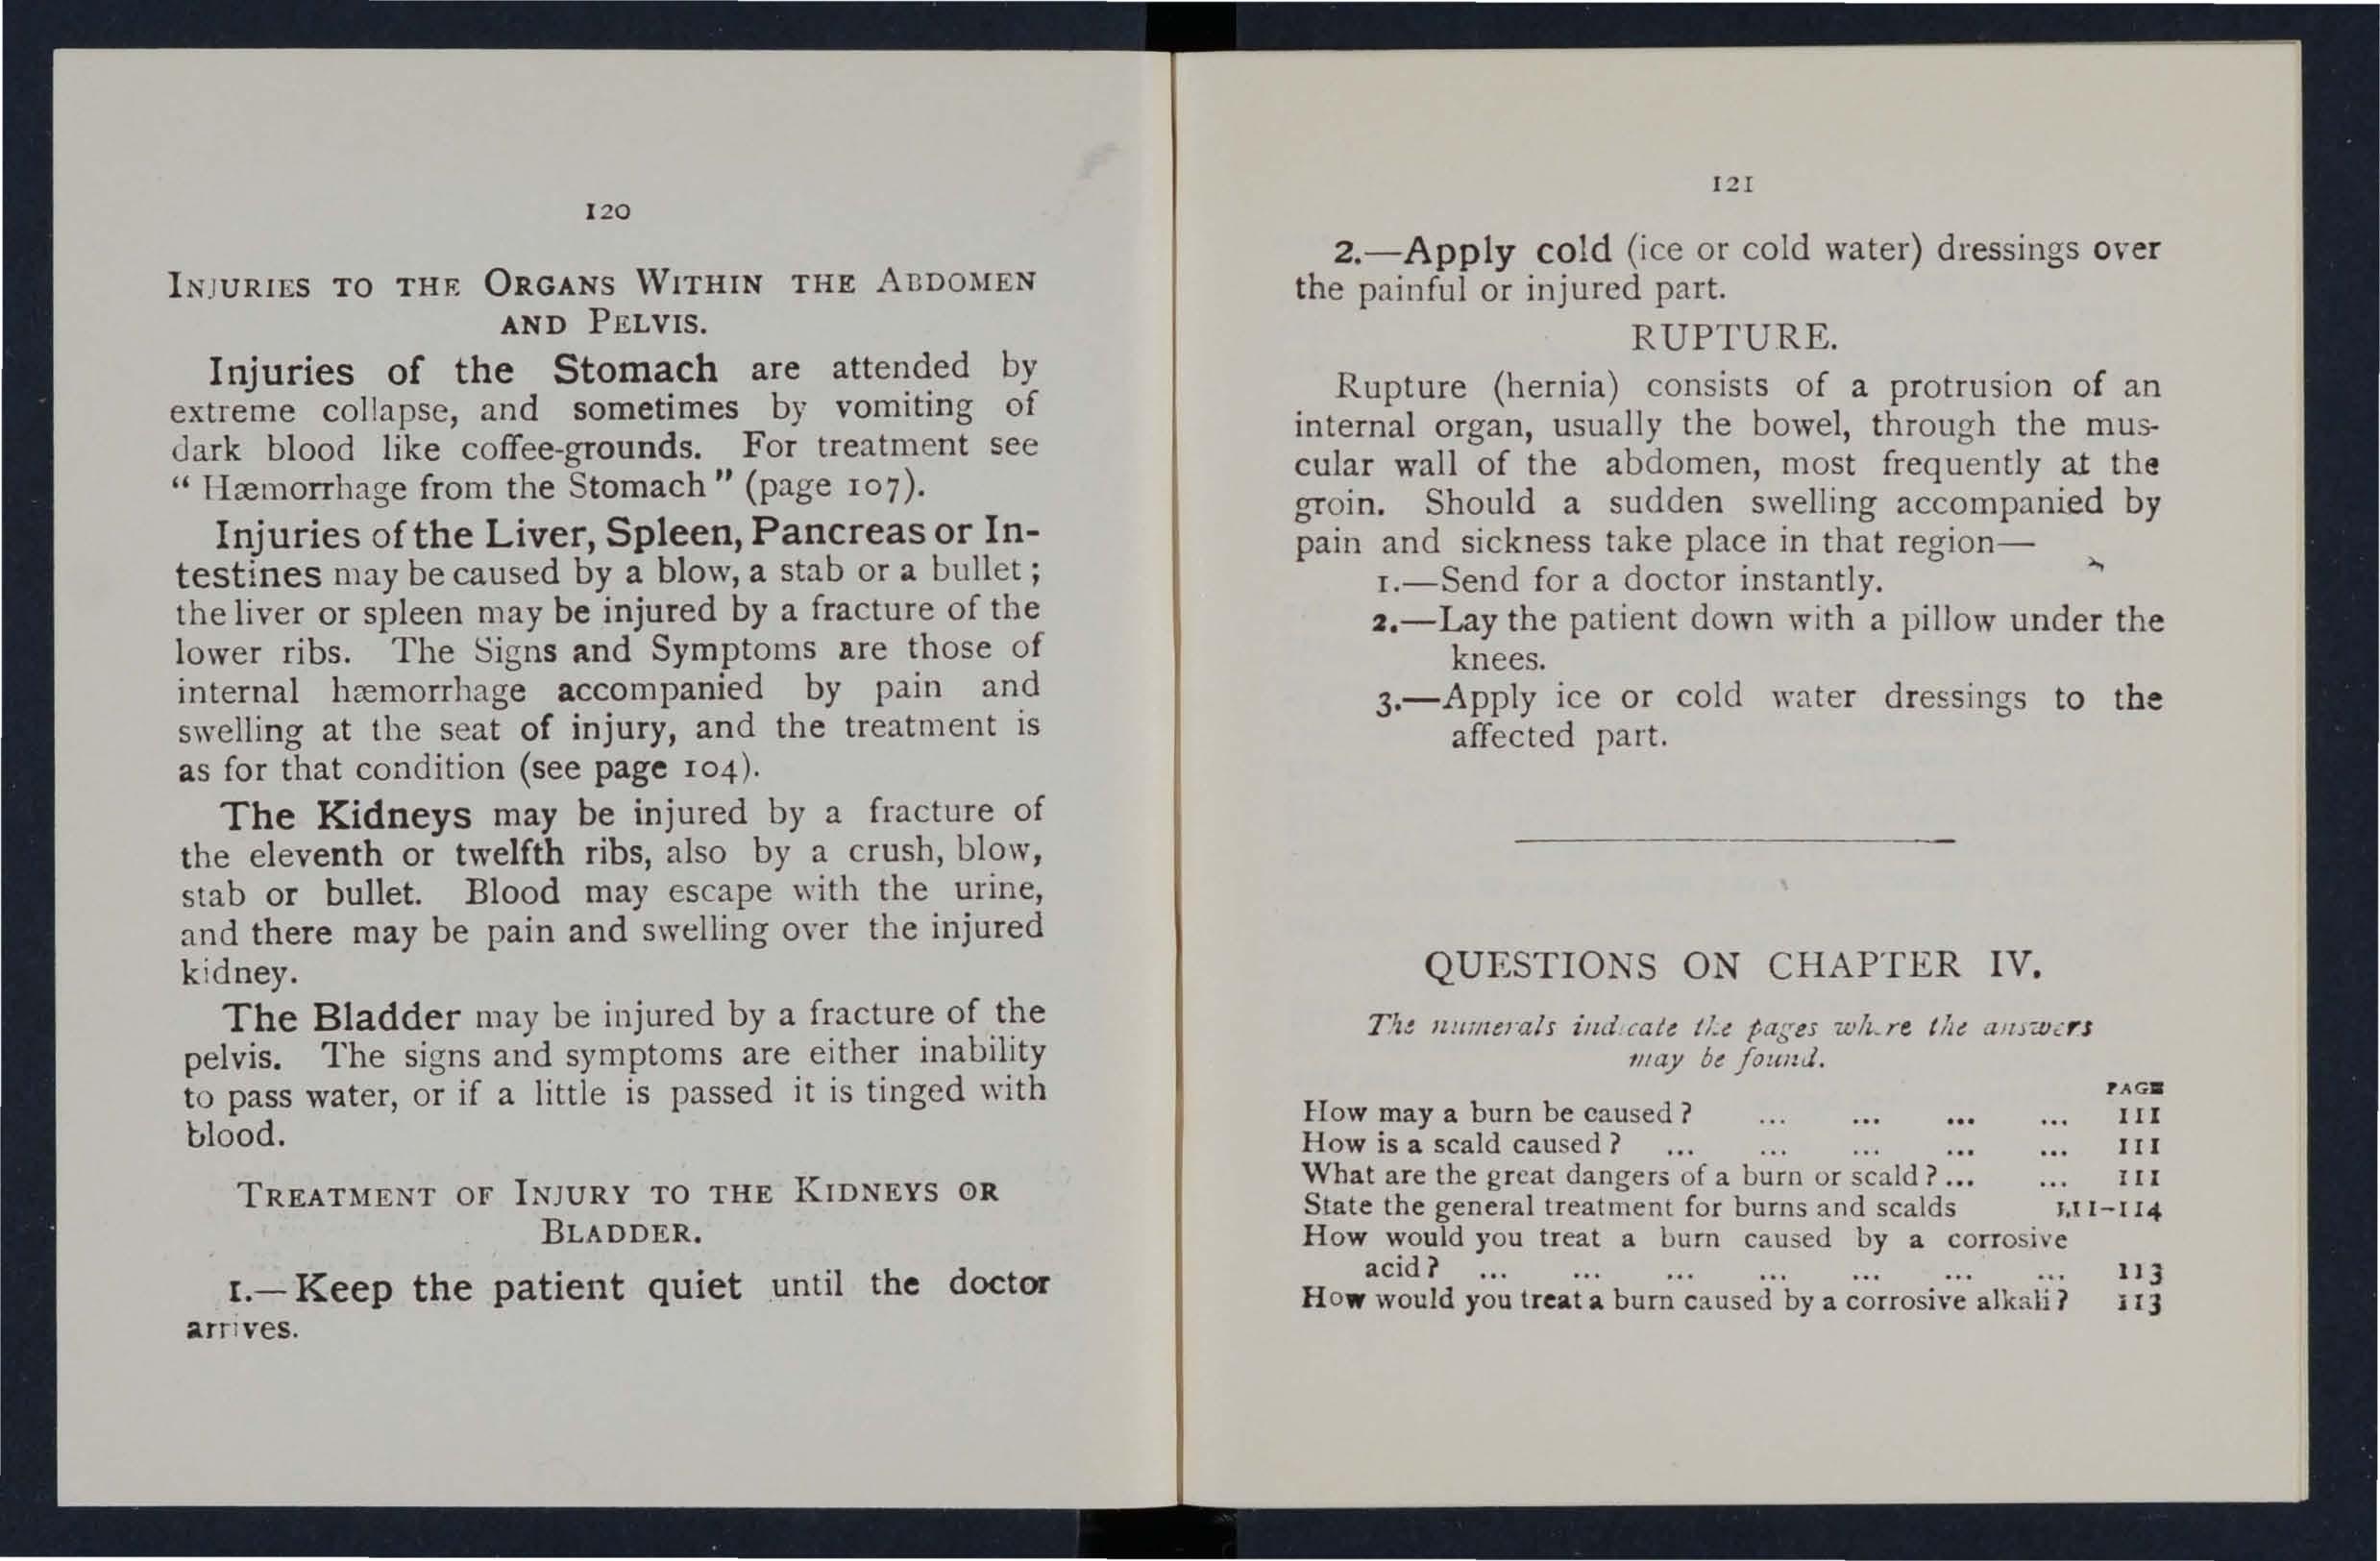 120
INJURIES TO THE ORGANS WITHIN THE ABDOMEN
AND PELVIS.
Injuries of the Stomach are attended by
extreme collapse, and sometimes by vomiting of
dark blood like coffee-grounds. For treatment see
“ Hæmorrhage from the Stomach ” (page 107).
Injuries of the Liver, Spleen, Pancreas or In-
testines may be caused by a blow, a stab or a bullet ;
the liver or spleen may be injured by a fracture of the
lower ribs. The Signs and Symptoms are those of
internal hæmorrhage accompanied by pain and
swelling at the seat of injury, and the treatment is
as for that condition (see page 104).
The Kidneys may be injured by a fracture of
the eleventh or twelfth ribs, also by a crush, blow,
stab or bullet. Blood may escape with the urine,
and there may be pain and swelling over the injured
kidney.
The Bladder may be injured by a fracture of the
pelvis. The signs and symptoms are either inability
to pass water, or if a little is passed it is tinged with
blood.
TREATMENT OF INJURY TO THE KIDNEYS OR
BLADDER.
1.—Keep the patient quiet until the doctor
arrives.
121
2.—Apply cold (ice or cold water) dressings over
the painful or injured part.
RUPTURE.
Rupture (hernia) consists of a protrusion of an
internal organ, usually the bowel, through the mus-
cular wall of the abdomen, most frequently at the
groin. Should a sudden swelling accompanied by
pain and sickness take place in that region—
1.—Send for a doctor instantly.
2.—Lay the patient down with a pillow under the
knees.
3.—Apply ice or cold water dressings to the
affected part.
QUESTIONS ON CHAPTER IV.
The numerals indicate the pages where the answers
may be found.
PAGE
How may a burn be caused ? ... ... ... ... 111
How is a scald caused ? ... ... ... ... ... 111
What are the great dangers of a burn or scald ? ... ... 111
State the general treatment for burns and scalds 111-114
How would you treat a burn caused by a corrosive
acid ? ... ... ... ... ... ... ... 113
How would you treat a burn caused by a corrosive alkali ? 113